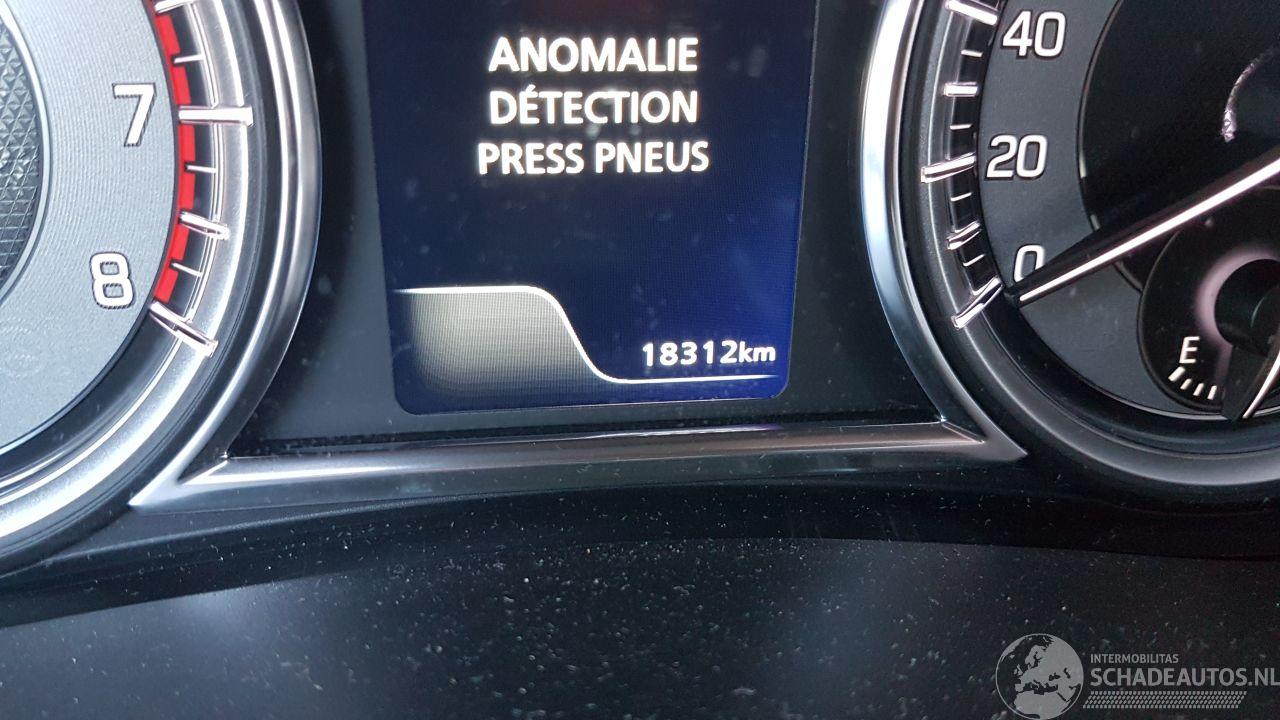 ANOMALIE
DÉTECTION
PRESS PNEUS
18312km
7
8
40
20
0
E
INTERMOBILITAS
SCHADEAUTOS.NL